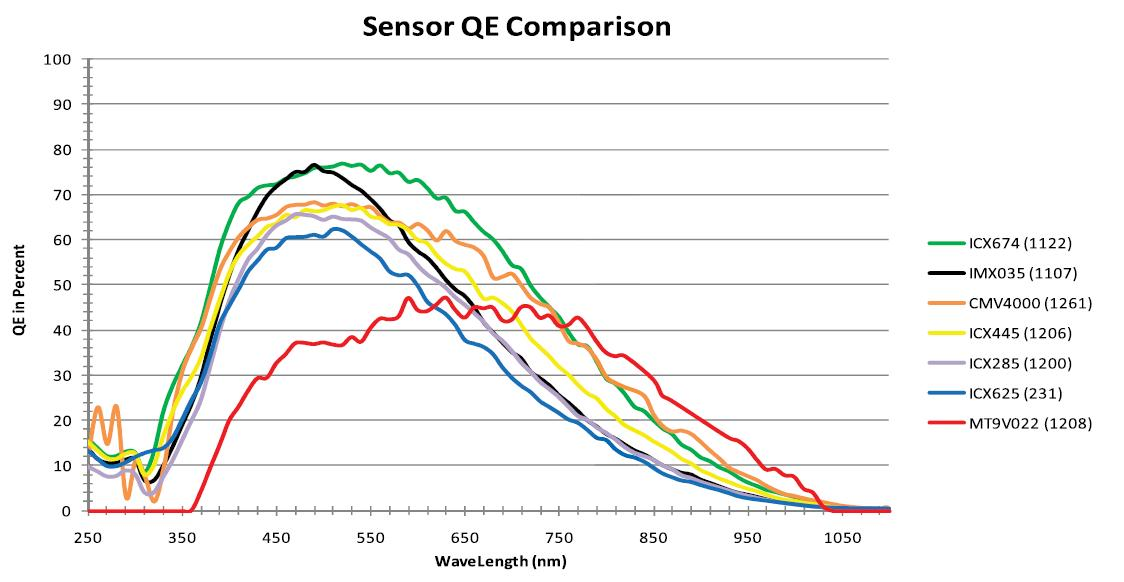 Sensor QE Comparison
100
90
80
70
60
50
40
30
20
10
0
QE in Percent
250 350 450 550 650 750 850 950 1050
WaveLength (nm)
ICX674 (1122)
IMX035 (1107)
CMV4000 (1261)
ICX445 (1206)
ICX285 (1200)
ICX625 (231)
MT9V022 (1208)